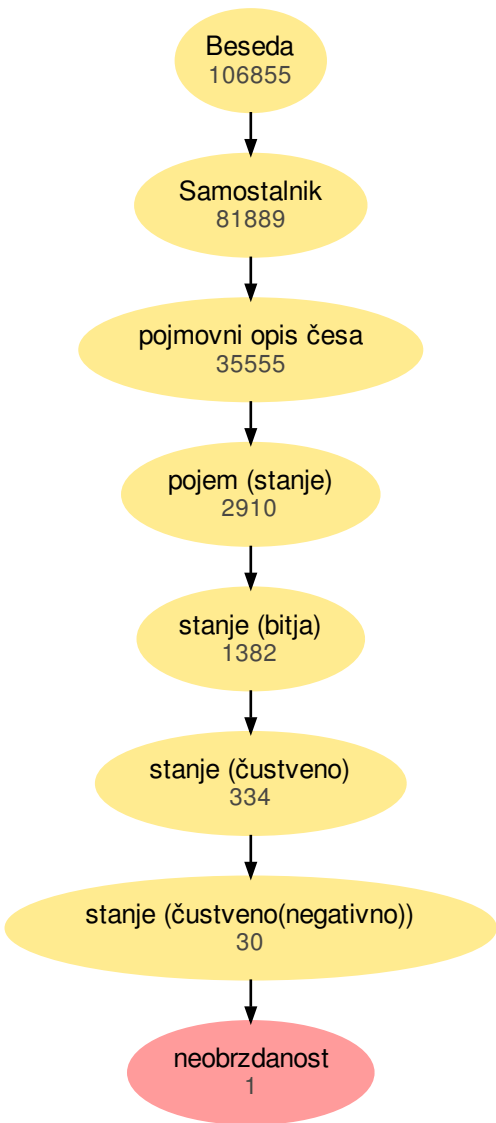 Beseda
106855
Samostalnik
81889
pojmovni opis česa
35555
pojem (stanje)
2910
stanje (bitja)
1382
stanje (čustveno)
334
stanje (čustveno(negativno))
30
neobrzdanost
1